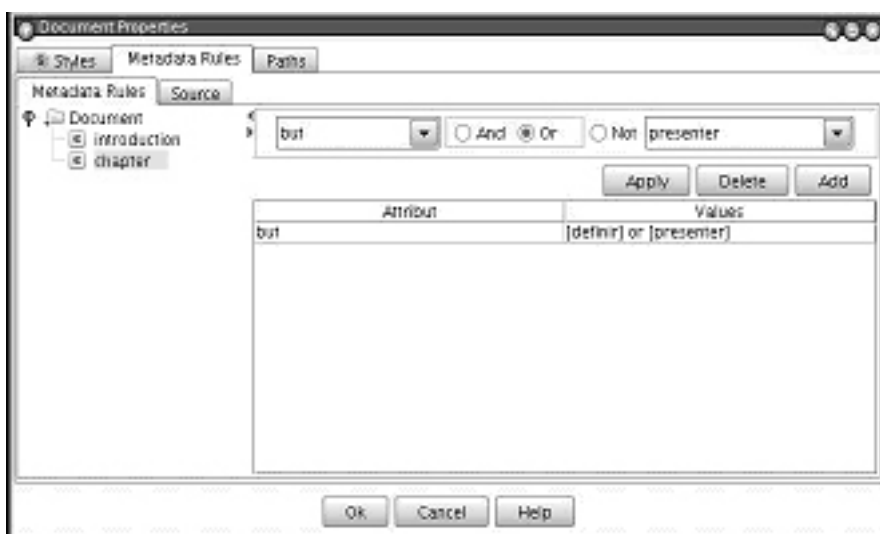 Document Properties
Styles Metadata Rules Paths
Metadata Rules Source
Document
introduction
chapter
but And Or Not presenter
Apply Delete Add
Attribut Values
but [definir] or [presenter]
Ok Cancel Help